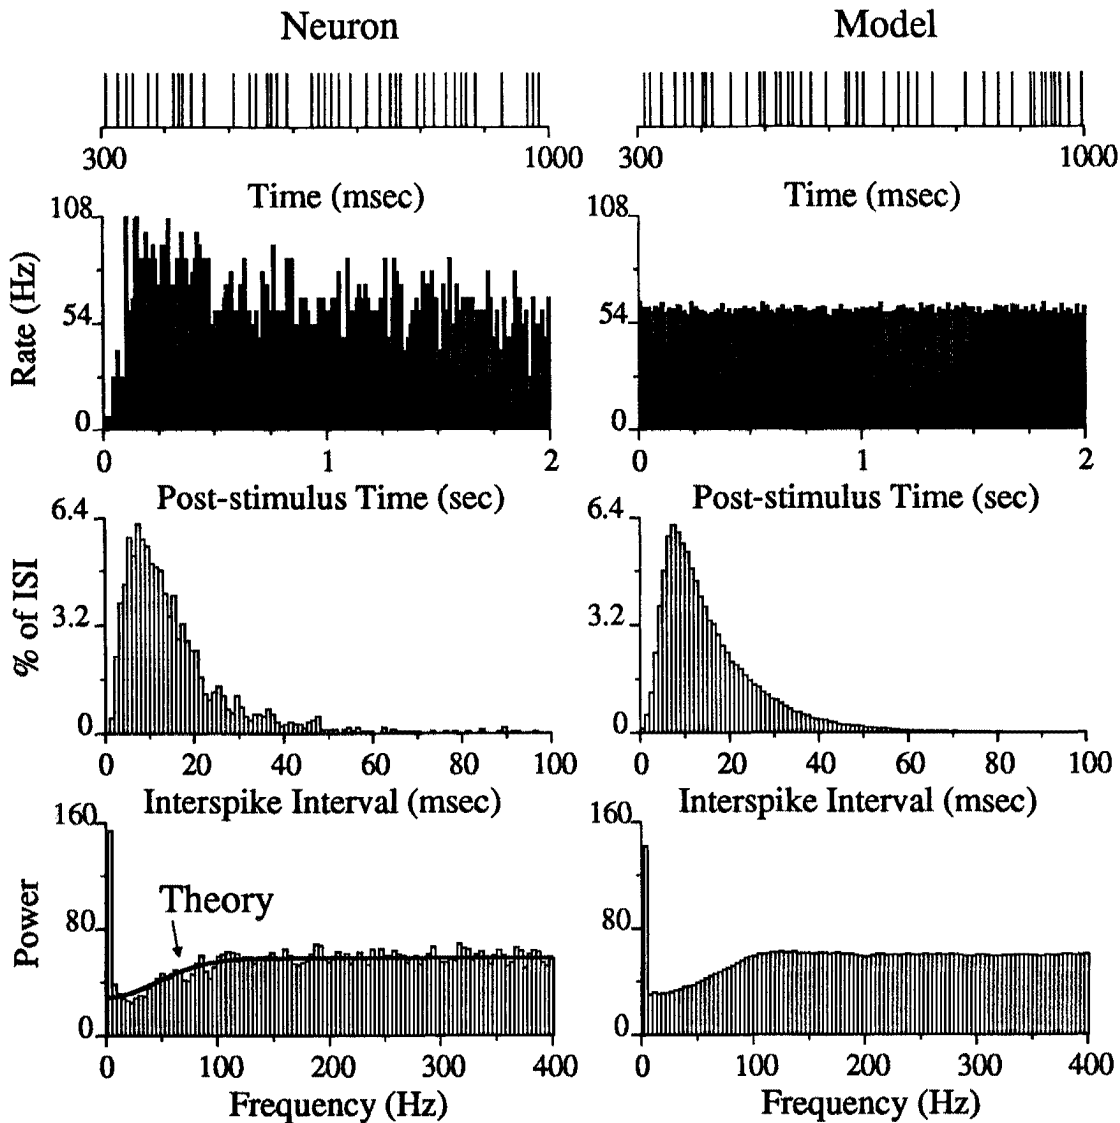 Neuron
Model
300 1000
300 1000
Time (msec)
Time (msec)
Rate (Hz)
108
54
0
0 1 2
108
54
0
0 1 2
Post-stimulus Time (sec)
Post-stimulus Time (sec)
% of ISI
6.4
3.2
0
0 20 40 60 80 100
6.4
3.2
0
0 20 40 60 80 100
Interspike Interval (msec)
Interspike Interval (msec)
Power
160
80
0
Theory
0 100 200 300 400
160
80
0
0 100 200 300 400
Frequency (Hz)
Frequency (Hz)